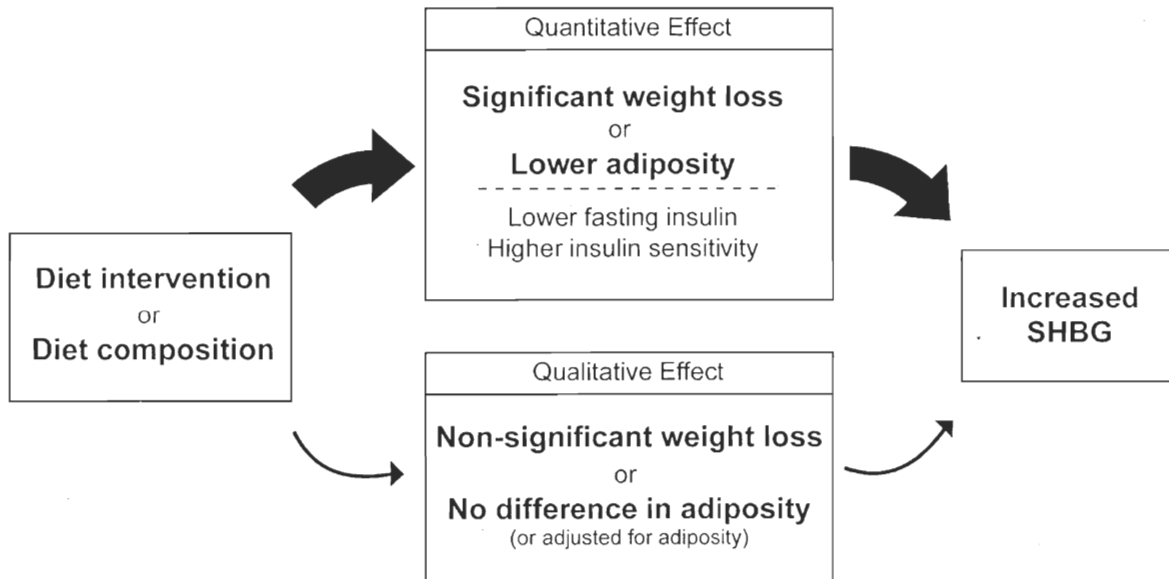 Quantitative Effect
Significant weight loss
or
Lower adiposity
Lower fasting insulin
Higher insulin sensitivity
Diet intervention
or
Diet composition
Increased
SHBG
Qualitative Effect
Non-significant weight loss
or
No difference in adiposity
(or adjusted for adiposity)